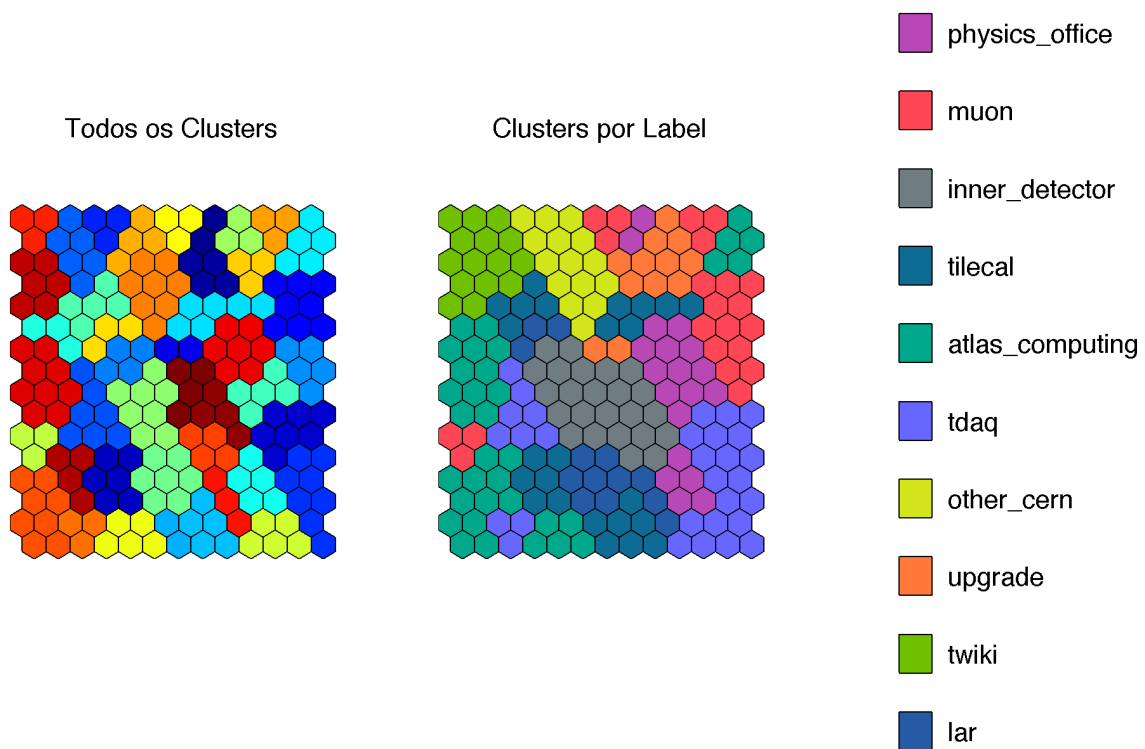 Todos os Clusters
Clusters por Label
physics_office
muon
inner_detector
tilecal
atlas_computing
tdaq
other_cern
upgrade
twiki
lar